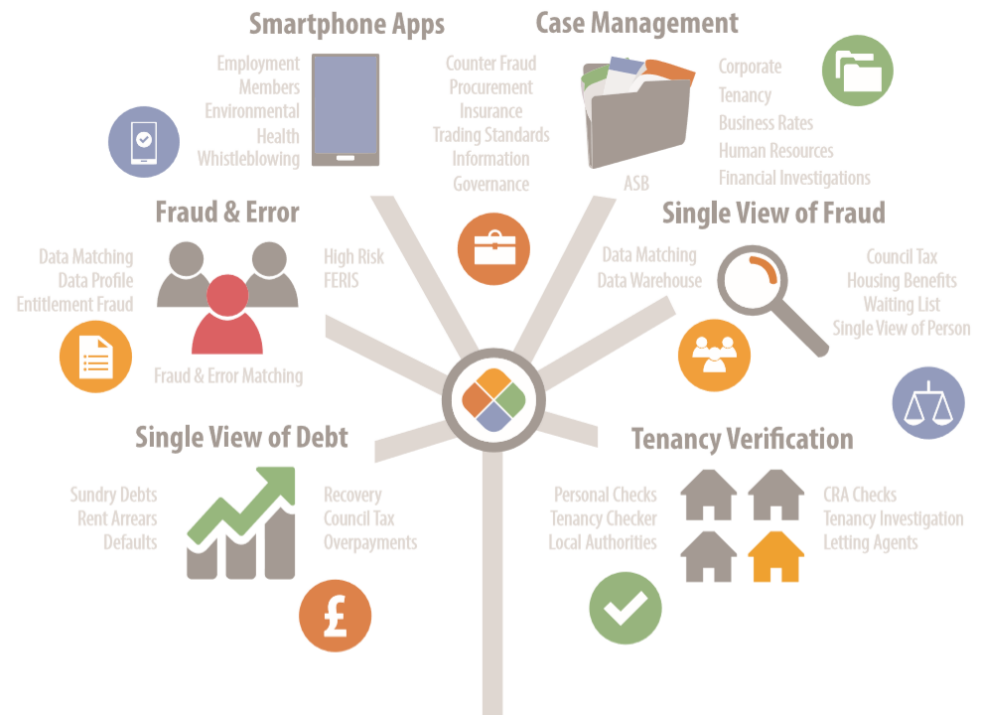 Smartphone Apps
Employment
Members
Environmental
Health
Whistleblowing
Case Management
Counter Fraud
Procurement
Insurance
Trading Standards
Information
Governance
ASB
Corporate
Tenancy
Business Rates
Human Resources
Financial Investigations
Fraud & Error
Data Matching
Data Profile
Entitlement Fraud
High Risk
FERIS
Fraud & Error Matching
Single View of Fraud
Data Matching
Data Warehouse
Council Tax
Housing Benefits
Waiting List
Single View of Person
Single View of Debt
Sundry Debts
Rent Arrears
Defaults
Recovery
Council Tax
Overpayments
£
Tenancy Verification
Personal Checks
Tenancy Checker
Local Authorities
CRA Checks
Tenancy Investigation
Letting Agents